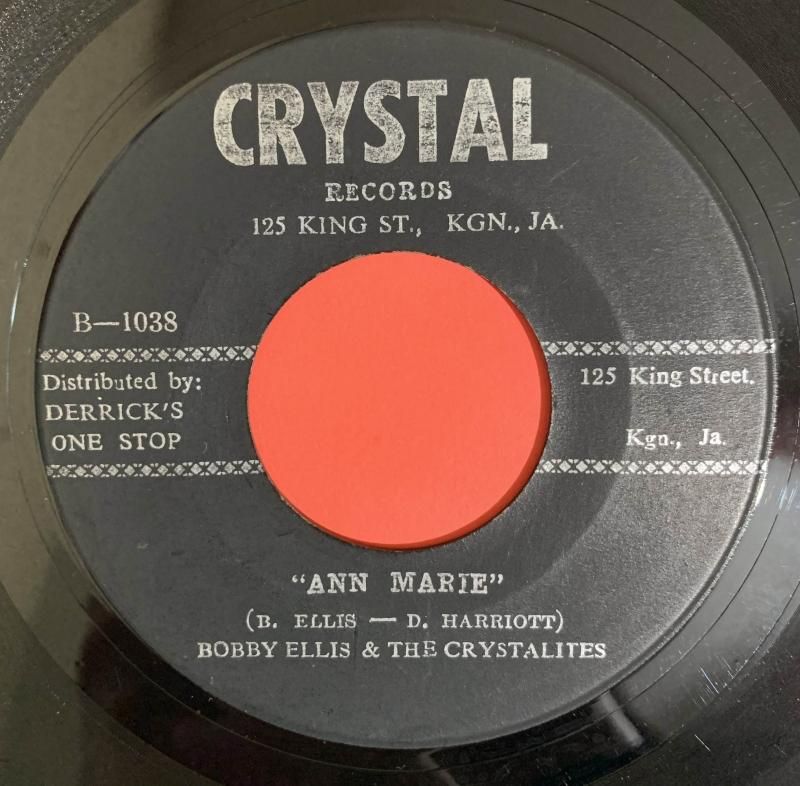 CRYSTAL
RECORDS
125 KING ST., KGN., JA.
B—1038
Distributed by:
DERRICK'S
ONE STOP
125 King Street.
Kgn., Ja.
"ANN MARIE"
(B. ELLIS — D. HARRIOTT)
BOBBY ELLIS & THE CRYSTALITES